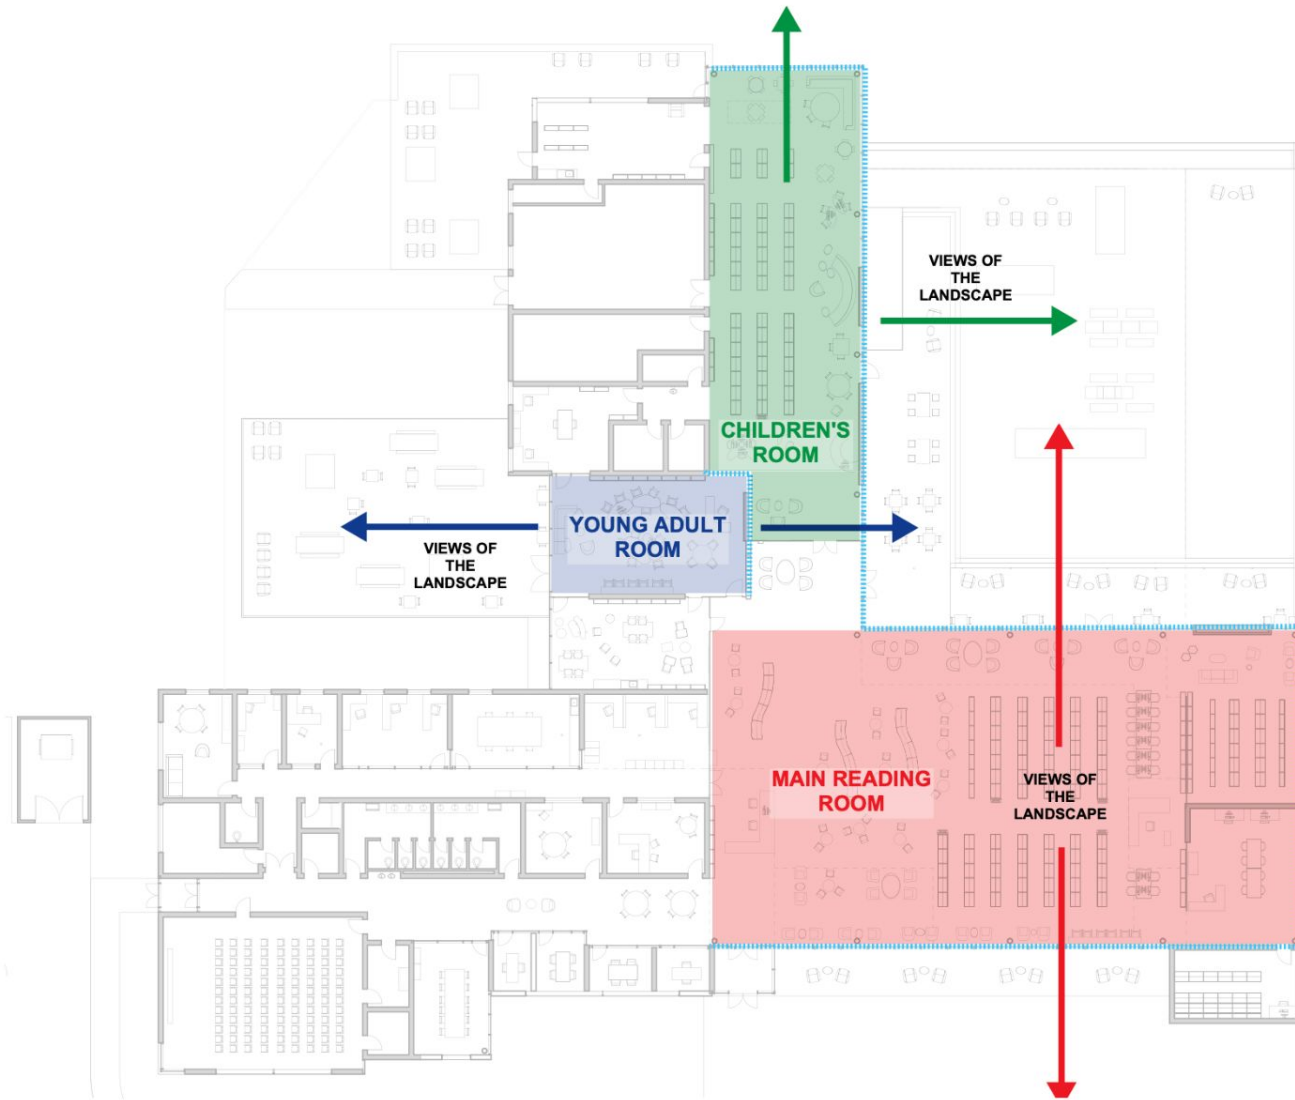 VIEWS OF
THE
LANDSCAPE
CHILDREN'S
ROOM
YOUNG ADULT
ROOM
VIEWS OF
THE
LANDSCAPE
MAIN READING
ROOM
VIEWS OF
THE
LANDSCAPE